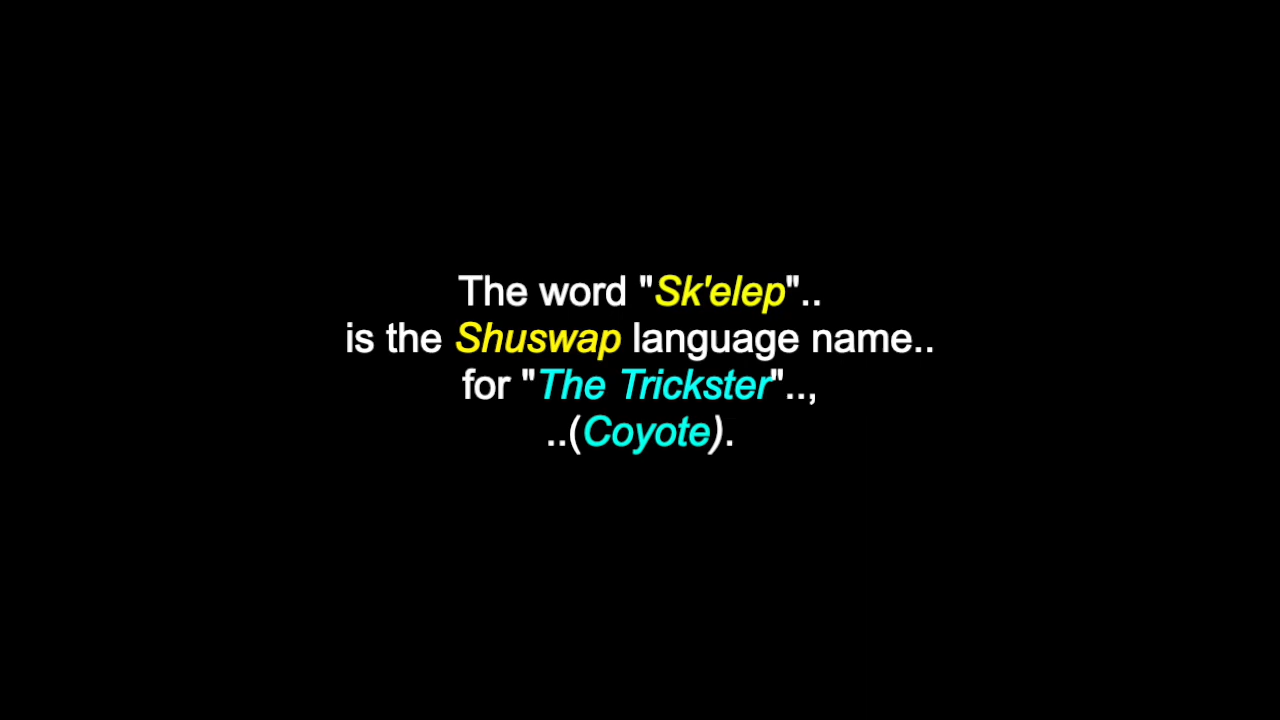 The word "Sk'elep"..
is the Shuswap language name..
for "The Trickster"..,
..(Coyote).